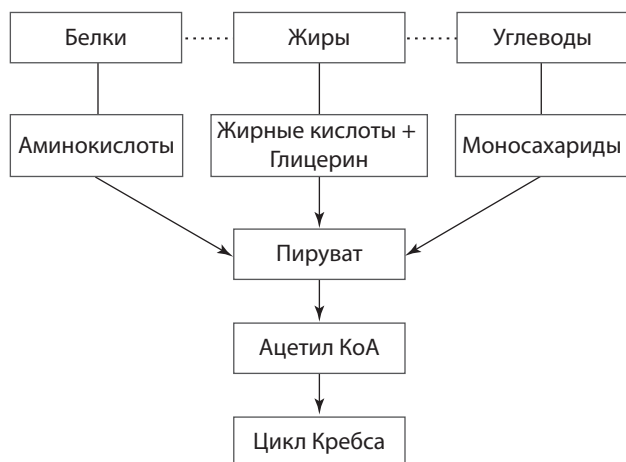 Белки
Жиры
Углеводы
Аминокислоты
Жирные кислоты +
Глицерин
Моносахариды
Пируват
Ацетил КоА
Цикл Кребса